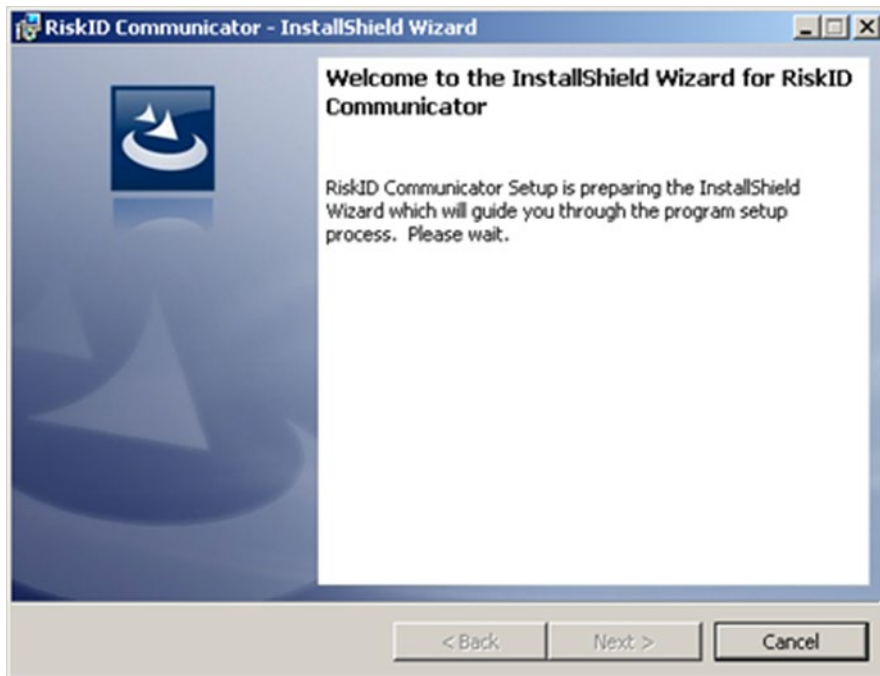 RiskID Communicator - InstallShield Wizard
Welcome to the InstallShield Wizard for RiskID
Communicator
RiskID Communicator Setup is preparing the InstallShield
Wizard which will guide you through the program setup
process. Please wait.
< Back
Next >
Cancel